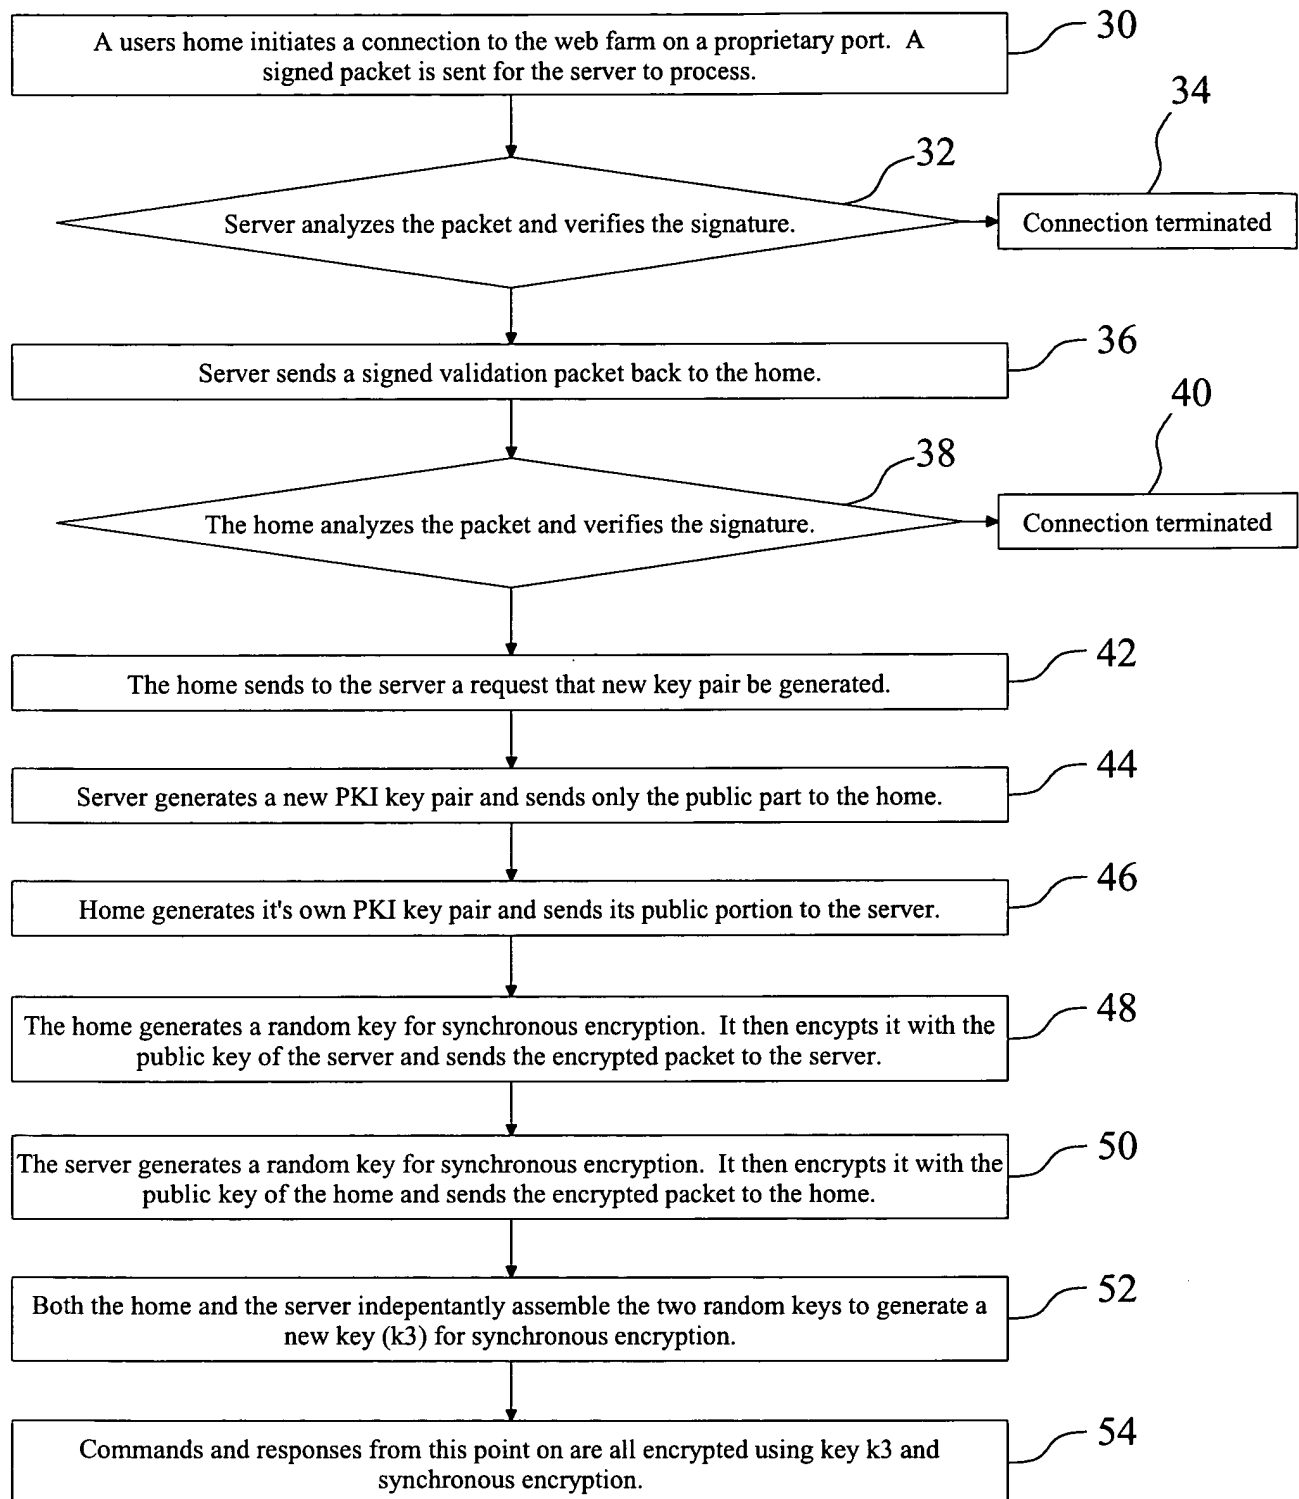 A users home initiates a connection to the web farm on a proprietary port. A
signed packet is sent for the server to process.
30
34
32
Server analyzes the packet and verifies the signature.
Connection terminated
36
Server sends a signed validation packet back to the home.
40
38
The home analyzes the packet and verifies the signature.
Connection terminated
42
The home sends to the server a request that new key pair be generated.
44
Server generates a new PKI key pair and sends only the public part to the home.
46
Home generates it's own PKI key pair and sends its public portion to the server.
48
The home generates a random key for synchronous encryption. It then encypts it with the
public key of the server and sends the encrypted packet to the server.
50
The server generates a random key for synchronous encryption. It then encrypts it with the
public key of the home and sends the encrypted packet to the home.
52
Both the home and the server indepentantly assemble the two random keys to generate a
new key (k3) for synchronous encryption.
54
Commands and responses from this point on are all encrypted using key k3 and
synchronous encryption.